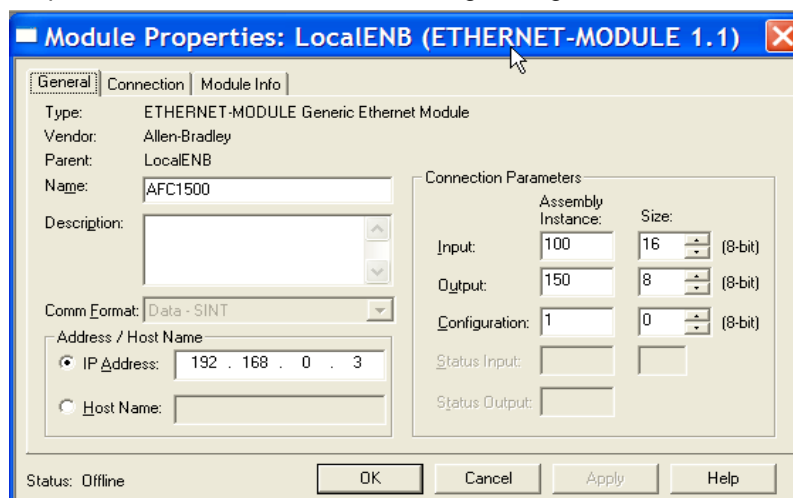 Module Properties: LocalENB (ETHERNET-MODULE 1.1)
General Connection Module Info
Type: ETHERNET-MODULE Generic Ethernet Module
Vendor: Allen-Bradley
Parent: LocalENB
Name: AFC1500
Description:
Comm Format: Data - SINT
Address / Host Name
IP Address: 192 . 168 . 0 . 3
Host Name:
Connection Parameters
Assembly
Instance: Size:
Input: 100 16 (8-bit)
Output: 150 8 (8-bit)
Configuration: 1 0 (8-bit)
Status Input:
Status Output:
Status: Offline OK Cancel Apply Help